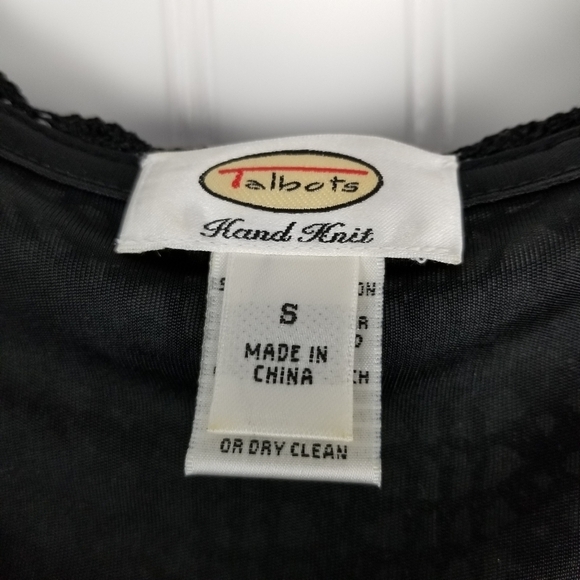 Talbots
Hand Knit
S
MADE IN
CHINA
OR DRY CLEAN